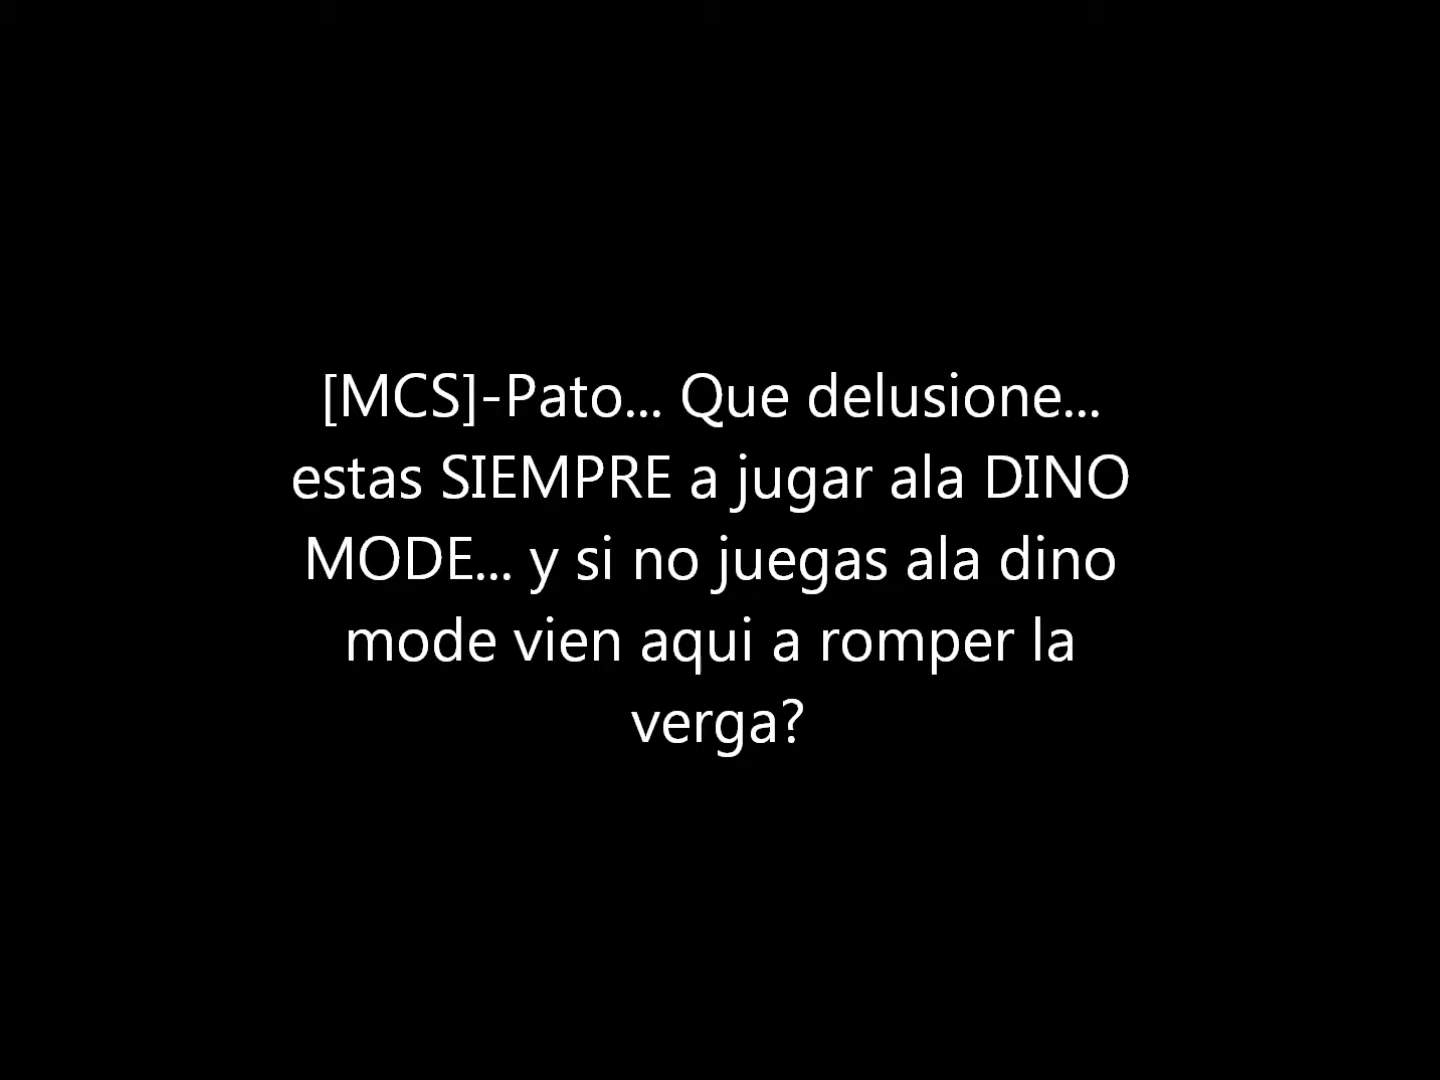 [MCS]-Pato... Que delusione...
estas SIEMPRE a jugar ala DINO
MODE... y si no juegas ala dino
mode vien aqui a romper la
verga?